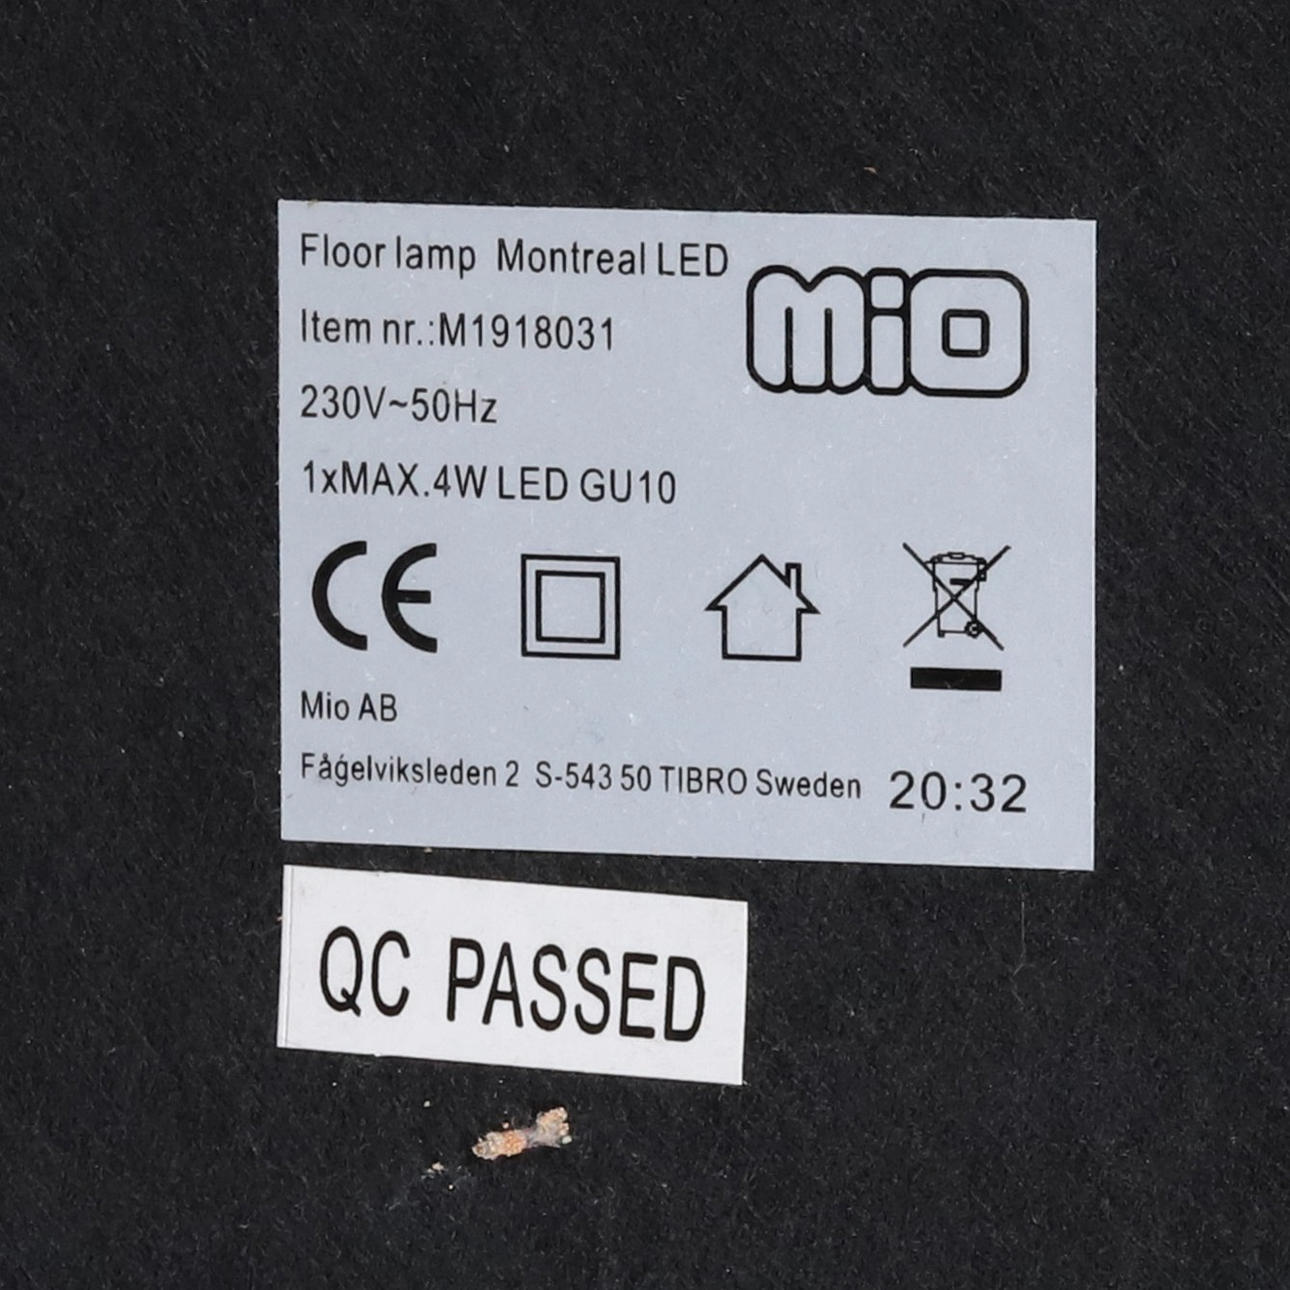 Floor lamp Montreal LED
mio
Item nr.:M1918031
230V~50Hz
1xMAX.4W LED GU10
CE
Mio AB
Fåǵelviksleden 2 S-543 50 TIBRO Sweden 20:32
QC PASSED